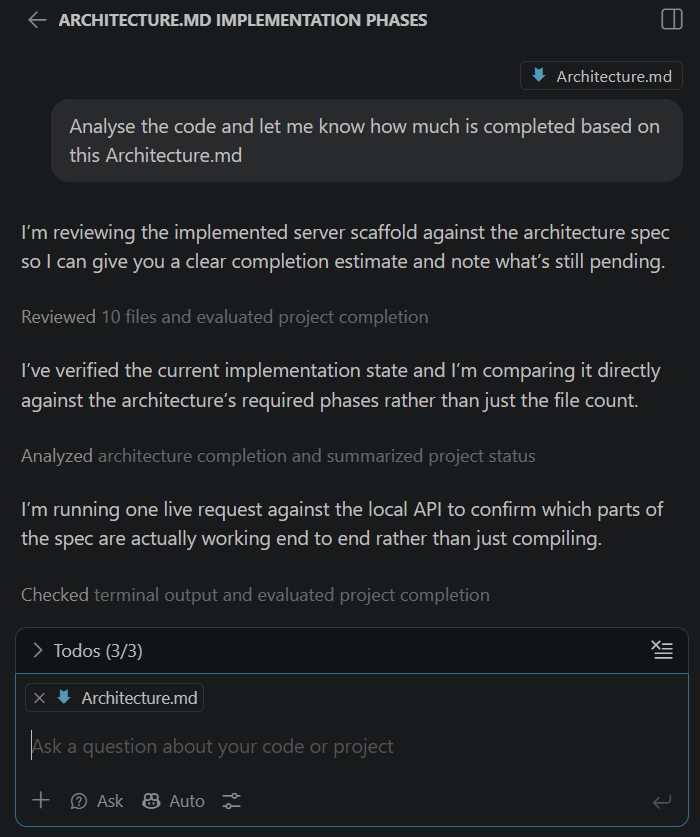 ARCHITECTURE.MD IMPLEMENTATION PHASES
Architecture.md
Analyse the code and let me know how much is completed based on
this Architecture.md
I’m reviewing the implemented server scaffold against the architecture spec
so I can give you a clear completion estimate and note what’s still pending.
Reviewed 10 files and evaluated project completion
I’ve verified the current implementation state and I’m comparing it directly
against the architecture’s required phases rather than just the file count.
Analyzed architecture completion and summarized project status
I’m running one live request against the local API to confirm which parts of
the spec are actually working end to end rather than just compiling.
Checked terminal output and evaluated project completion
Todos (3/3)
Architecture.md
Ask a question about your code or project
Ask Auto